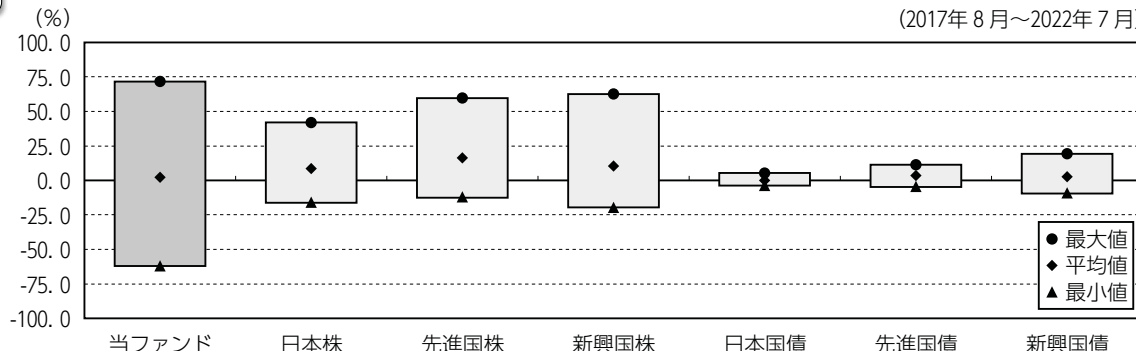 (%)
(2017年8月〜2022年7月)
100.0
75.0
50.0
25.0
0.0
-25.0
-50.0
-75.0
-100.0
● 最大値
◆ 平均値
▲ 最小値
当ファンド 日本株 先進国株 新興国株 日本国債 先進国債 新興国債